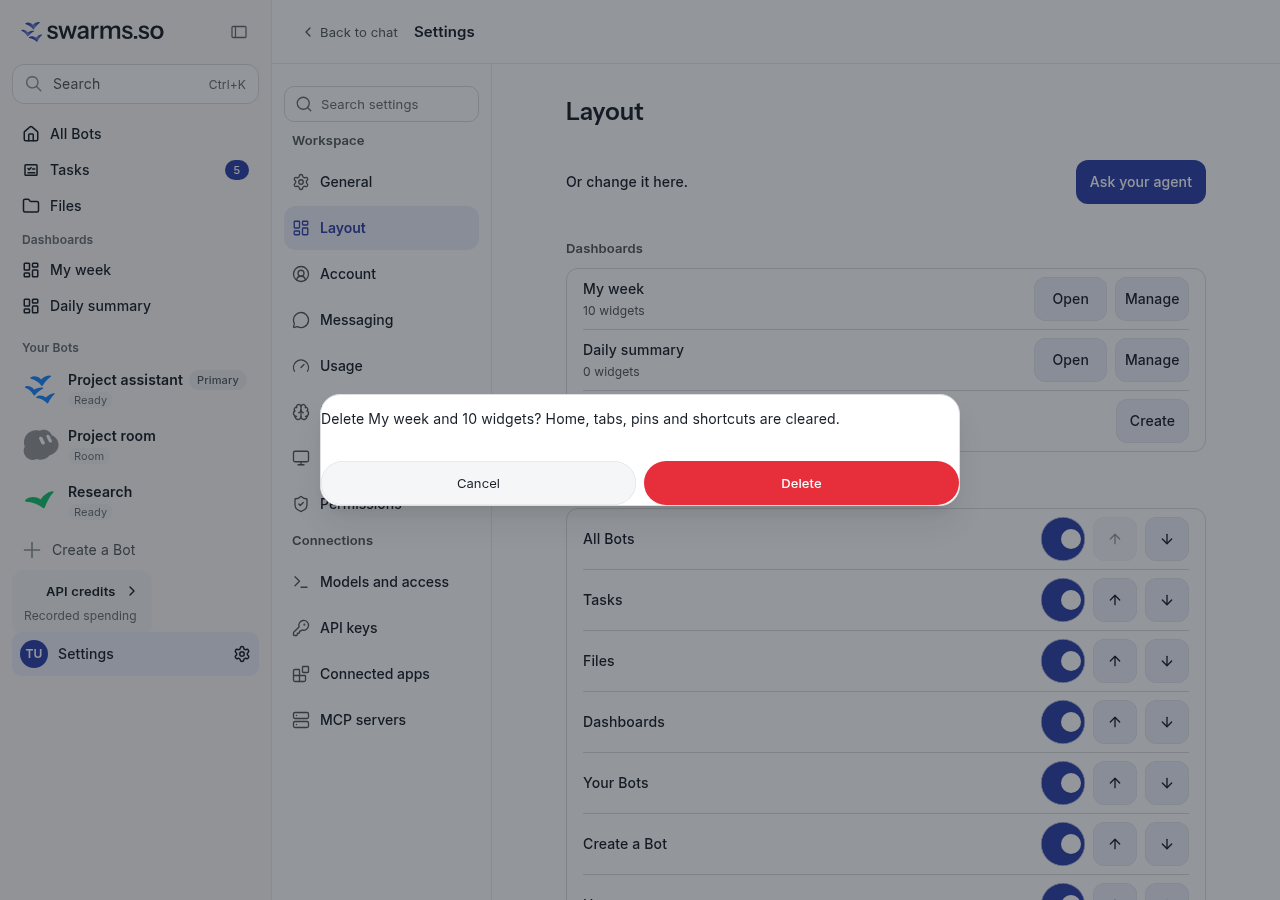 swarms.so
Search Ctrl+K
All Bots
Tasks 5
Files
Dashboards
My week
Daily summary
Your Bots
Project assistant Primary
Ready
Project room
Room
Research
Ready
Create a Bot
API credits
Recorded spending
TU Settings
Back to chat Settings
Search settings
Workspace
General
Layout
Account
Messaging
Usage
Permissions
Connections
Models and access
API keys
Connected apps
MCP servers
Layout
Or change it here. Ask your agent
Dashboards
My week
10 widgets
Open Manage
Daily summary
0 widgets
Open Manage
Create
Delete My week and 10 widgets? Home, tabs, pins and shortcuts are cleared.
Cancel Delete
All Bots
Tasks
Files
Dashboards
Your Bots
Create a Bot